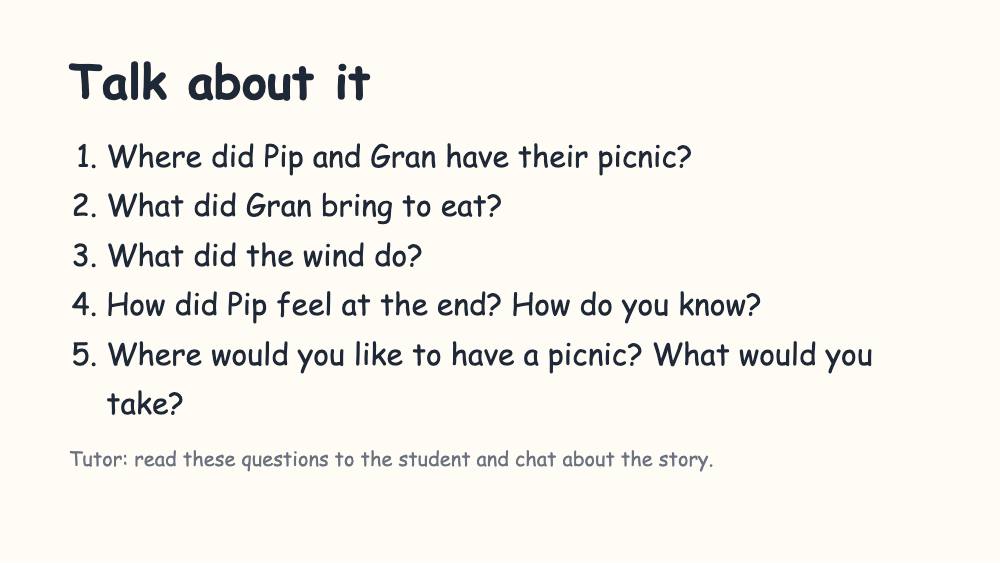 Talk about it
1. Where did Pip and Gran have their picnic?
2. What did Gran bring to eat?
3. What did the wind do?
4. How did Pip feel at the end? How do you know?
5. Where would you like to have a picnic? What would you
take?
Tutor: read these questions to the student and chat about the story.